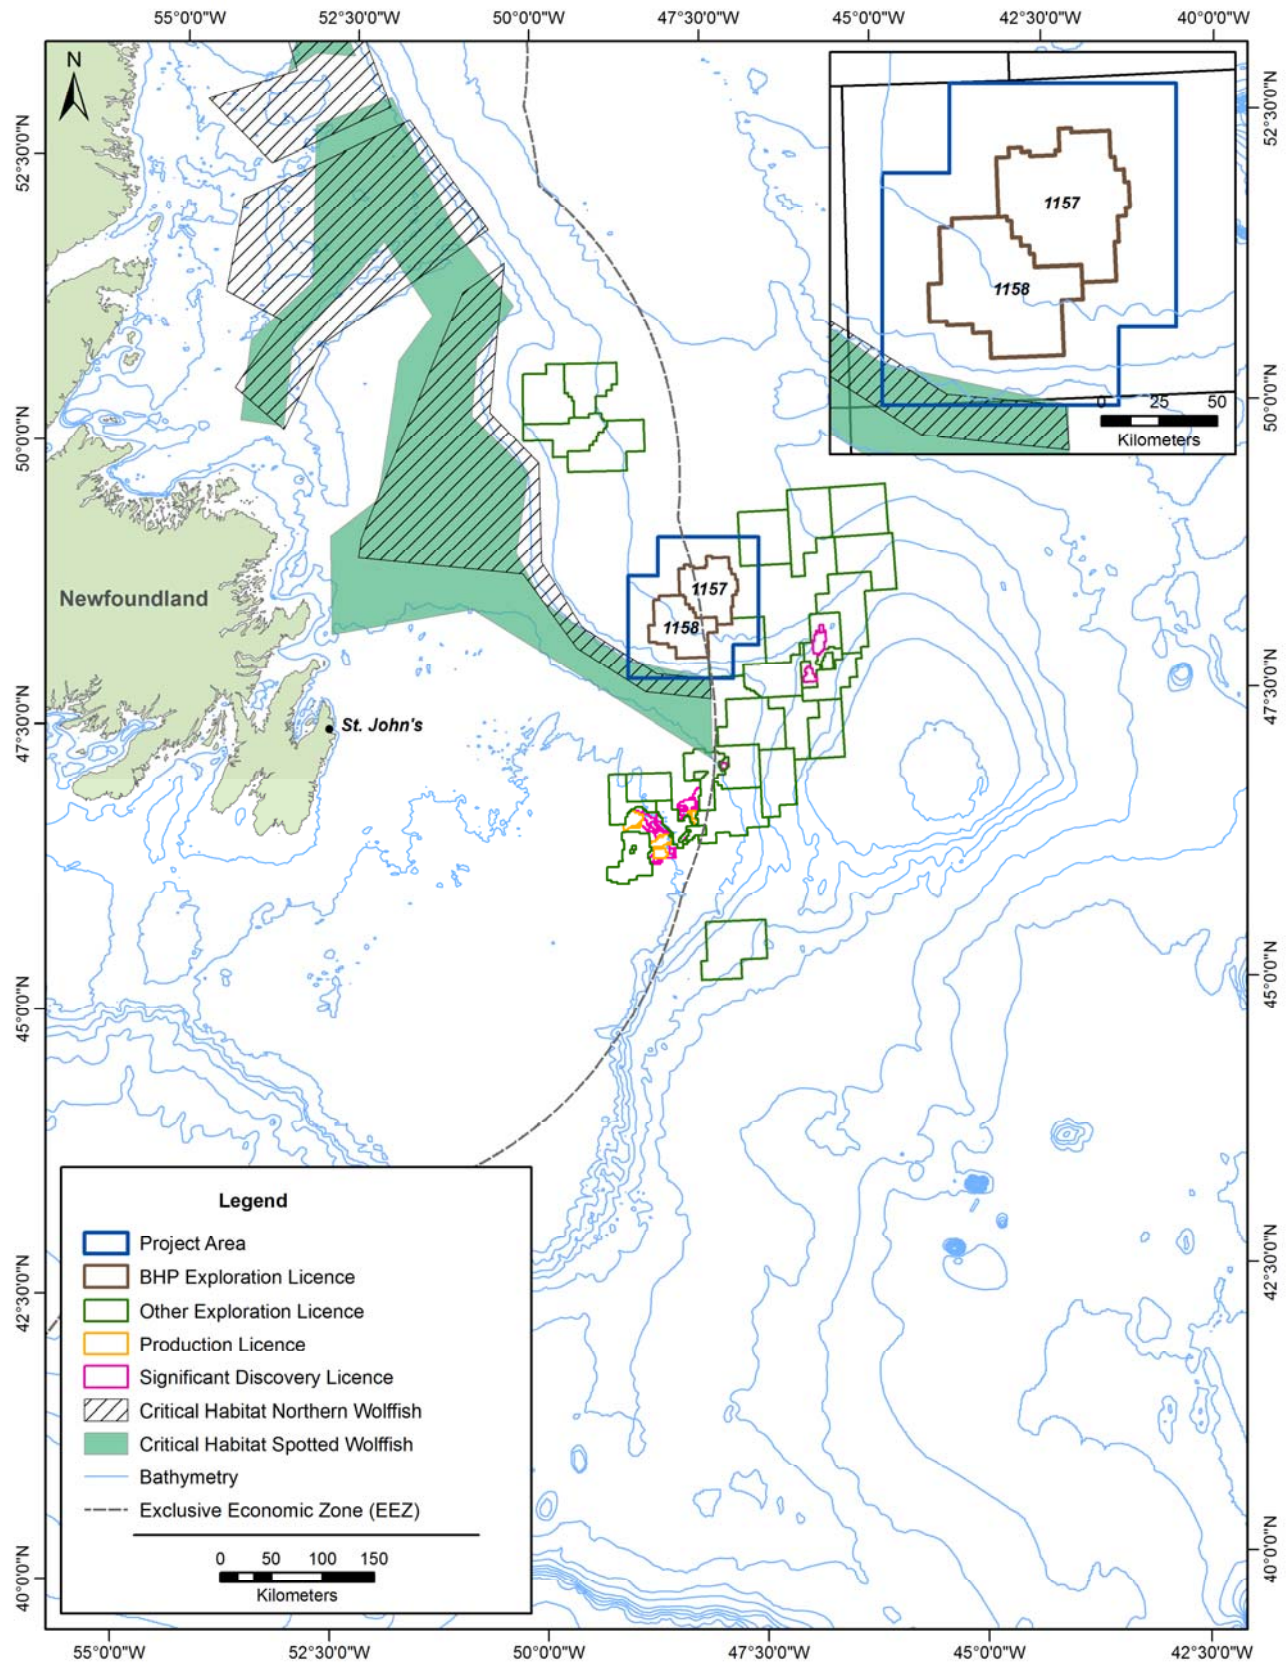 55°0'0"W 52°30'0"W 50°0'0"W 47°30'0"W 45°0'0"W 42°30'0"W 40°0'0"W
N
52°30'0"N
52°30'0"N
1157
1158
50°0'0"N
50°0'0"N
0 25 50
Kilometers
1157
1158
Newfoundland
St. John's
47°30'0"N
47°30'0"N
45°0'0"N
45°0'0"N
42°30'0"N
42°30'0"N
Legend
Project Area
BHP Exploration Licence
Other Exploration Licence
Production Licence
Significant Discovery Licence
Critical Habitat Northern Wolffish
Critical Habitat Spotted Wolffish
Bathymetry
Exclusive Economic Zone (EEZ)
0 50 100 150
Kilometers
40°0'0"N
40°0'0"N
55°0'0"W 52°30'0"W 50°0'0"W 47°30'0"W 45°0'0"W 42°30'0"W